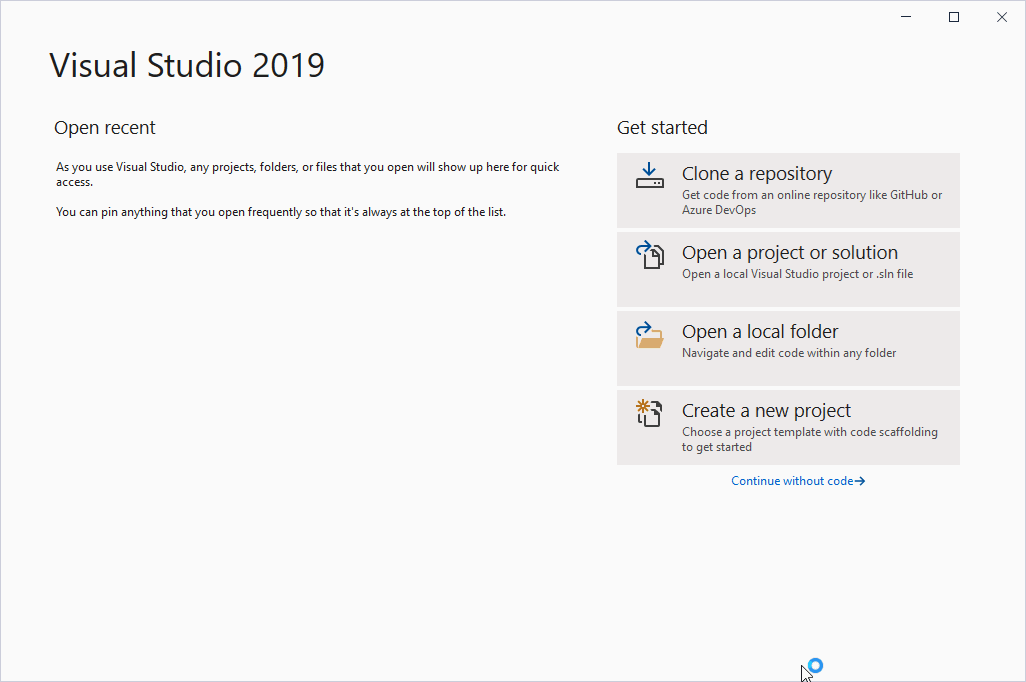 Visual Studio 2019
Open recent
As you use Visual Studio, any projects, folders, or files that you open will show up here for quick
access.
You can pin anything that you open frequently so that it's always at the top of the list.
Get started
Clone a repository
Get code from an online repository like GitHub or
Azure DevOps
Open a project or solution
Open a local Visual Studio project or .sln file
Open a local folder
Navigate and edit code within any folder
Create a new project
Choose a project template with code scaffolding
to get started
Continue without code